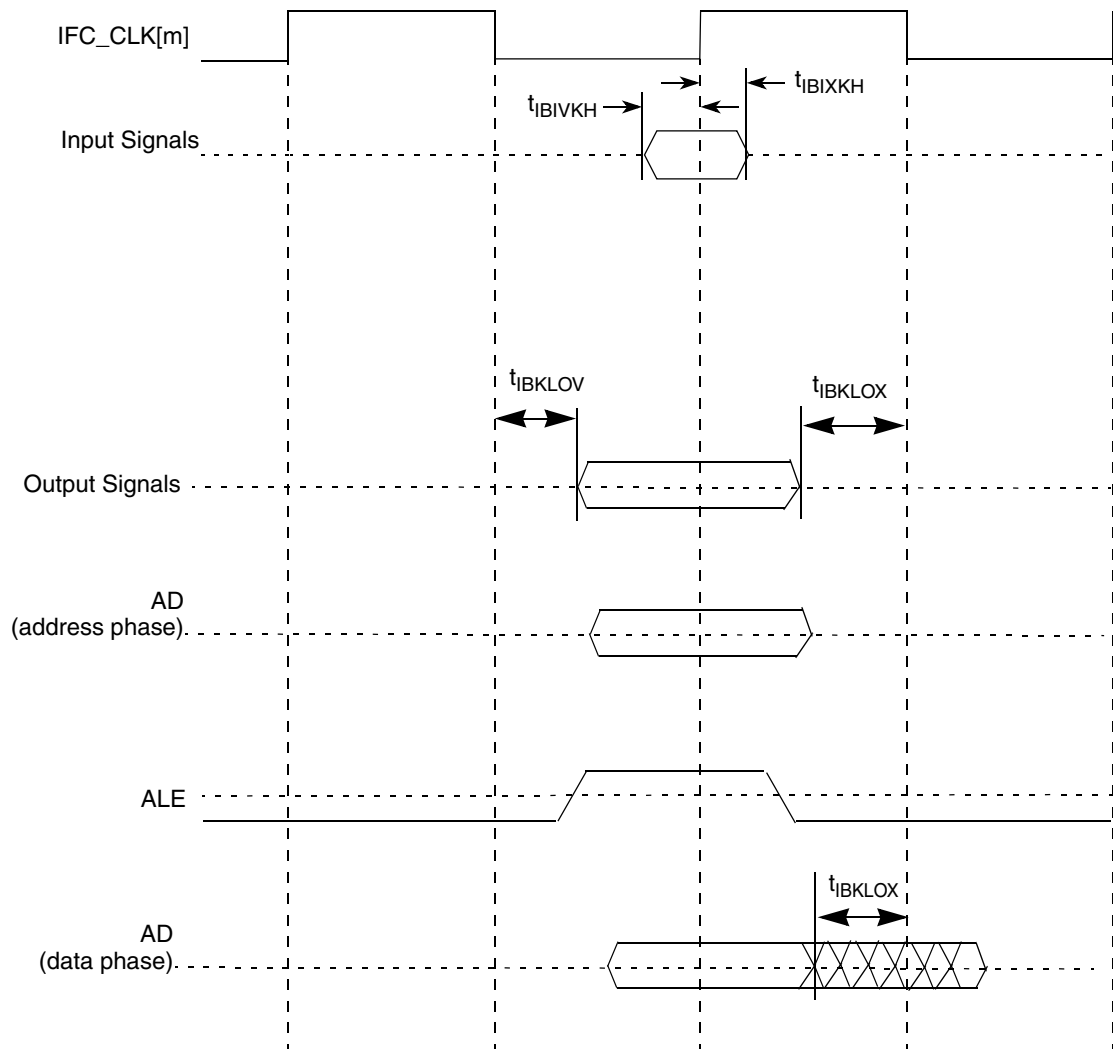 IFC_CLK[m]
tIBIXKH
tIBIVKH
Input Signals
tIBKLOV
tIBKLOX
Output Signals
AD
(address phase)
ALE
tIBKLOX
AD
(data phase)